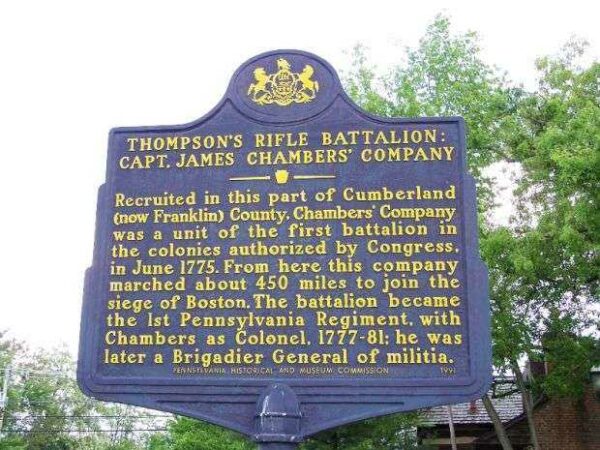 THOMPSON'S RIFLE BATTALION:
CAPT. JAMES CHAMBERS' COMPANY
Recruited in this part of Cumberland
(now Franklin) County, Chambers' Company
was a unit of the first battalion in
the colonies authorized by Congress,
in June 1775. From here this company
marched about 450 miles to join the
siege of Boston. The battalion became
the 1st Pennsylvania Regiment, with
Chambers as Colonel, 1777-81; he was
later a Brigadier General of militia.
PENNSYLVANIA HISTORICAL AND MUSEUM COMMISSION 1991